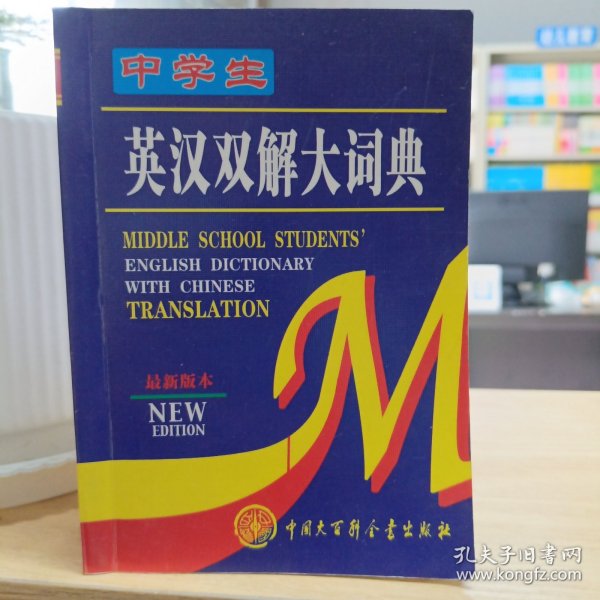 中学生
英汉双解大词典
MIDDLE SCHOOL STUDENTS'
ENGLISH DICTIONARY
WITH CHINESE
TRANSLATION
最新版本
NEW
EDITION
M
中国大百科全书出版社
孔夫子旧书网
www.kongfz.com